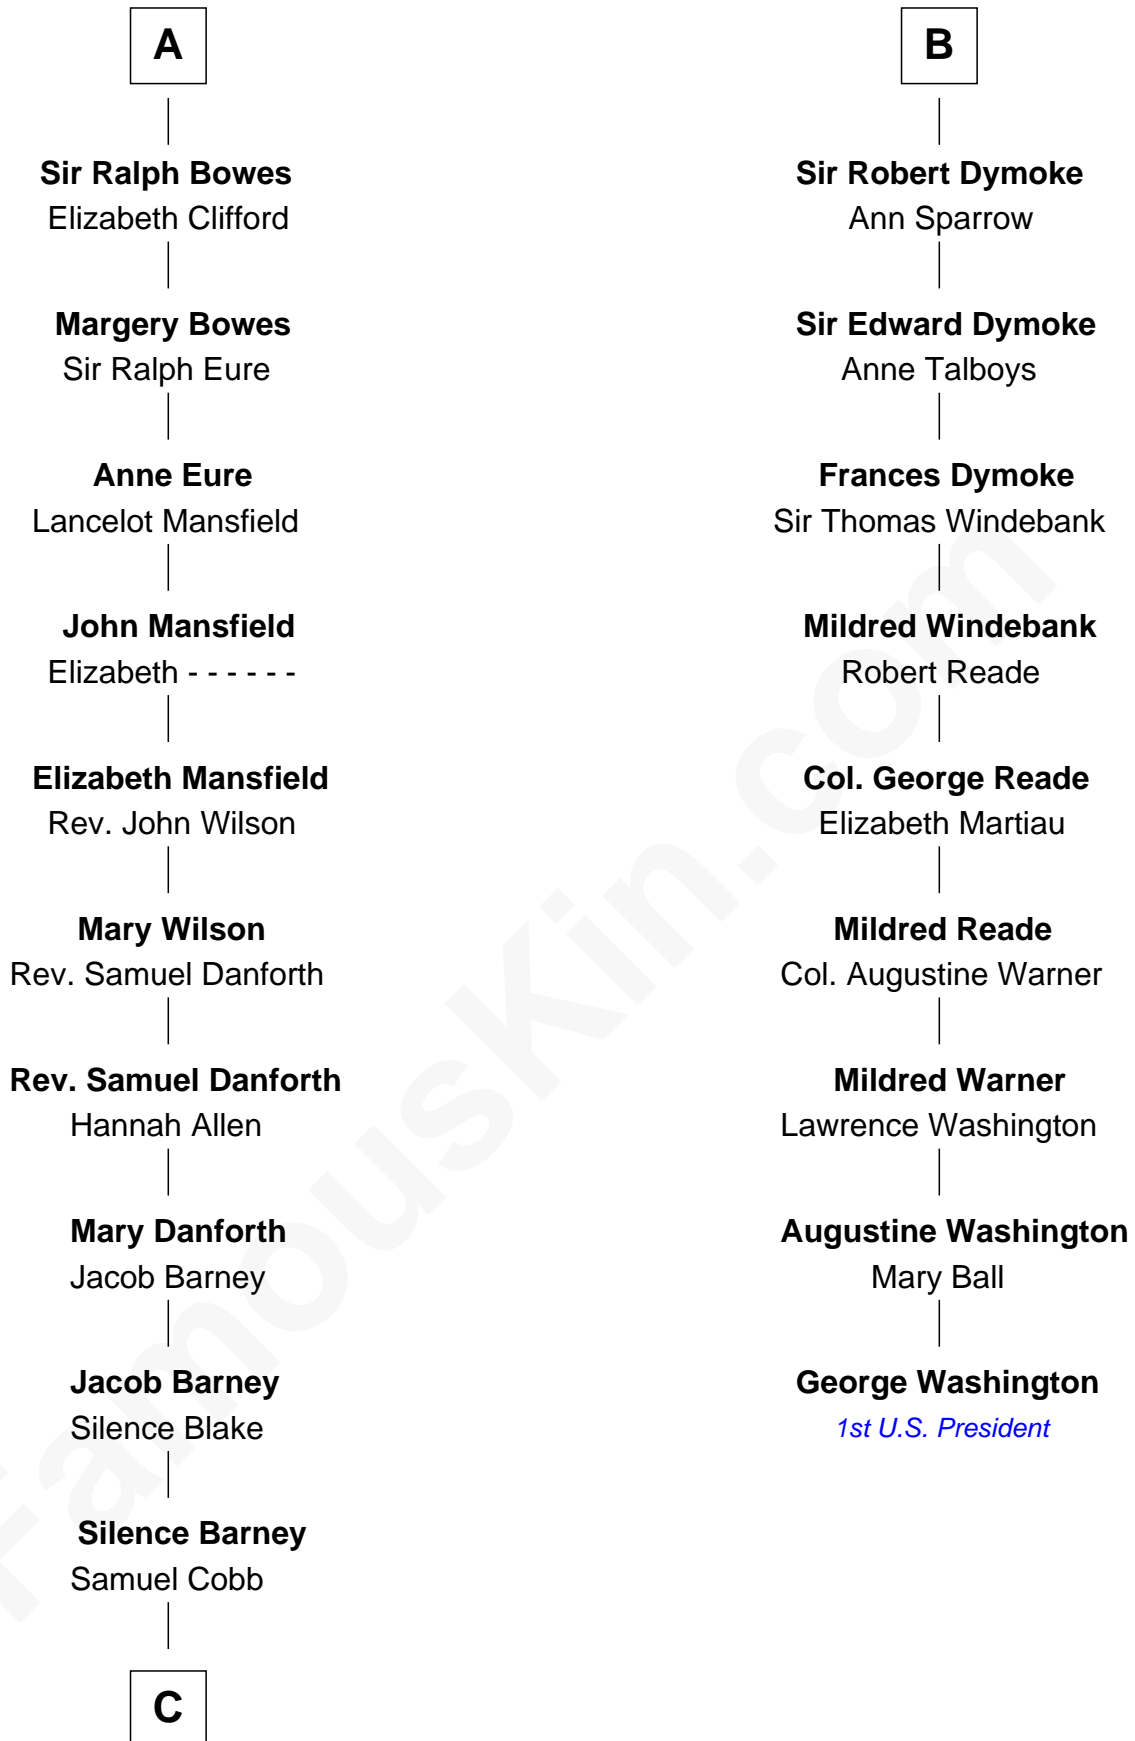 A
Sir Ralph Bowes
Elizabeth Clifford
Margery Bowes
Sir Ralph Eure
Anne Eure
Lancelot Mansfield
John Mansfield
Elizabeth - - - - - -
Elizabeth Mansfield
Rev. John Wilson
Mary Wilson
Rev. Samuel Danforth
Rev. Samuel Danforth
Hannah Allen
Mary Danforth
Jacob Barney
Jacob Barney
Silence Blake
Silence Barney
Samuel Cobb
C
B
Sir Robert Dymoke
Ann Sparrow
Sir Edward Dymoke
Anne Talboys
Frances Dymoke
Sir Thomas Windebank
Mildred Windebank
Robert Reade
Col. George Reade
Elizabeth Martiau
Mildred Reade
Col. Augustine Warner
Mildred Warner
Lawrence Washington
Augustine Washington
Mary Ball
George Washington
1st U.S. President
FamousKin.com